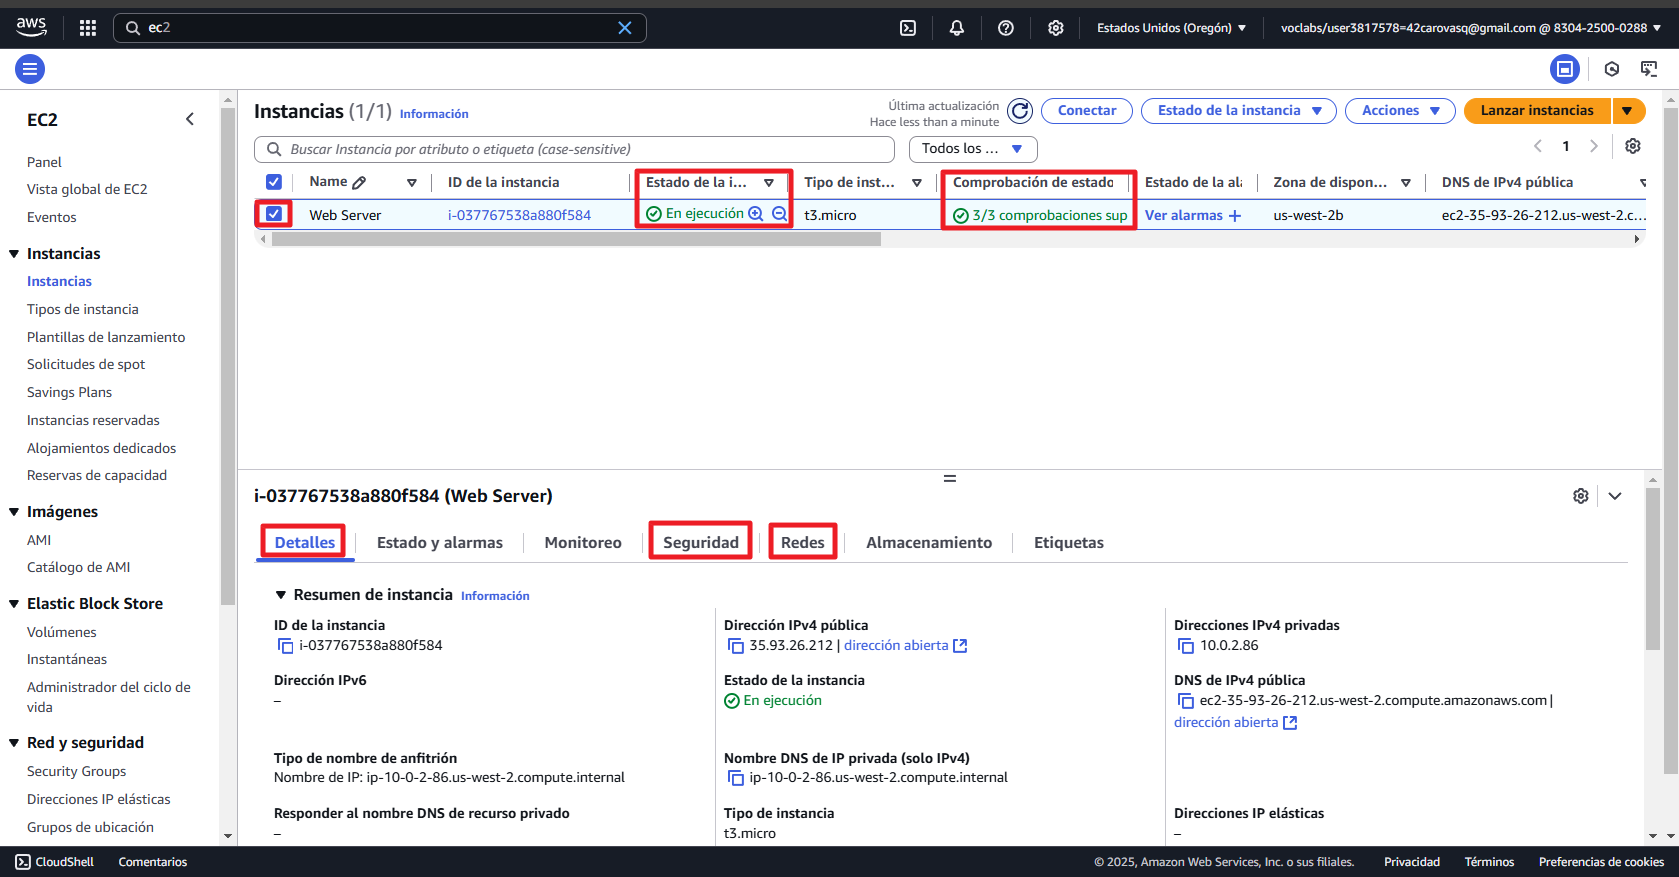 aws
ec2
Estados Unidos (Oregón)
voclabs/user3817578=42carovasq@gmail.com @ 8304-2500-0288
EC2
Panel
Vista global de EC2
Eventos
Instancias
Instancias
Tipos de instancia
Plantillas de lanzamiento
Solicitudes de spot
Savings Plans
Instancias reservadas
Alojamientos dedicados
Reservas de capacidad
Imágenes
AMI
Catálogo de AMI
Elastic Block Store
Volúmenes
Instantáneas
Administrador del ciclo de
vida
Red y seguridad
Security Groups
Direcciones IP elásticas
Grupos de ubicación
Instancias (1/1) Información
Última actualización
Hace less than a minute
Conectar
Estado de la instancia
Acciones
Lanzar instancias
Buscar Instancia por atributo o etiqueta (case-sensitive)
Todos los ...
1
Name
ID de la instancia
Estado de la i...
Tipo de inst...
Comprobación de estado
Estado de la ala
Zona de dispon...
DNS de IPv4 pública
Web Server
i-037767538a880f584
En ejecución
t3.micro
3/3 comprobaciones sup
Ver alarmas +
us-west-2b
ec2-35-93-26-212.us-west-2.c...
i-037767538a880f584 (Web Server)
Detalles
Estado y alarmas
Monitoreo
Seguridad
Redes
Almacenamiento
Etiquetas
Resumen de instancia Información
ID de la instancia
i-037767538a880f584
Dirección IPv4 pública
35.93.26.212 | dirección abierta
Direcciones IPv4 privadas
10.0.2.86
Dirección IPv6
–
Estado de la instancia
En ejecución
DNS de IPv4 pública
ec2-35-93-26-212.us-west-2.compute.amazonaws.com |
dirección abierta
Tipo de nombre de anfitrión
Nombre de IP: ip-10-0-2-86.us-west-2.compute.internal
Nombre DNS de IP privada (solo IPv4)
ip-10-0-2-86.us-west-2.compute.internal
Responder al nombre DNS de recurso privado
–
Tipo de instancia
t3.micro
Direcciones IP elásticas
–
CloudShell
Comentarios
© 2025, Amazon Web Services, Inc. o sus filiales.
Privacidad
Términos
Preferencias de cookies